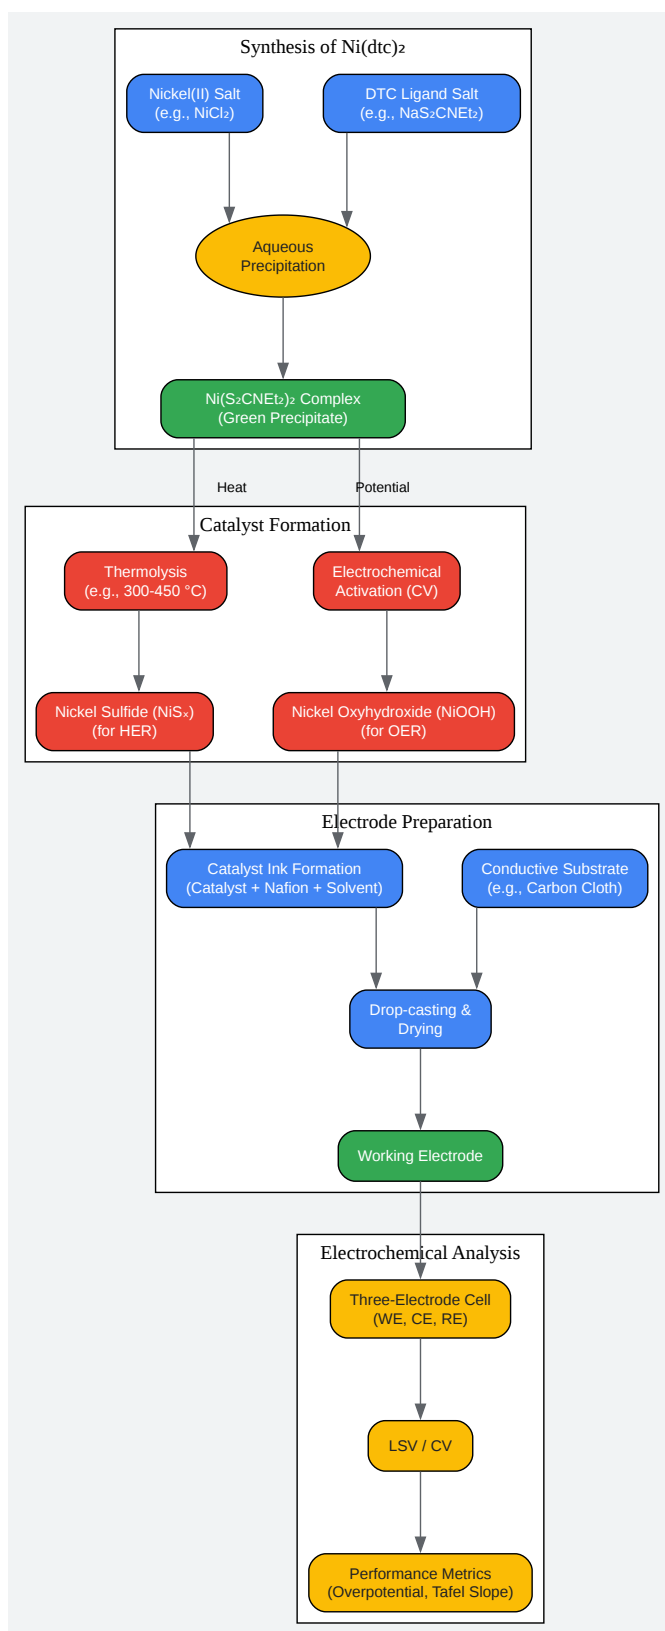 Synthesis of Ni(dtc)₂
Nickel(II) Salt
(e.g., NiCl₂)
DTC Ligand Salt
(e.g., NaS₂CNEt₂)
Aqueous
Precipitation
Ni(S₂CNEt₂)₂ Complex
(Green Precipitate)
Heat
Potential
Catalyst Formation
Thermolysis
(e.g., 300-450 °C)
Electrochemical
Activation (CV)
Nickel Sulfide (NiSₓ)
(for HER)
Nickel Oxyhydroxide (NiOOH)
(for OER)
Electrode Preparation
Catalyst Ink Formation
(Catalyst + Nafion + Solvent)
Conductive Substrate
(e.g., Carbon Cloth)
Drop-casting &
Drying
Working Electrode
Electrochemical Analysis
Three-Electrode Cell
(WE, CE, RE)
LSV / CV
Performance Metrics
(Overpotential, Tafel Slope)